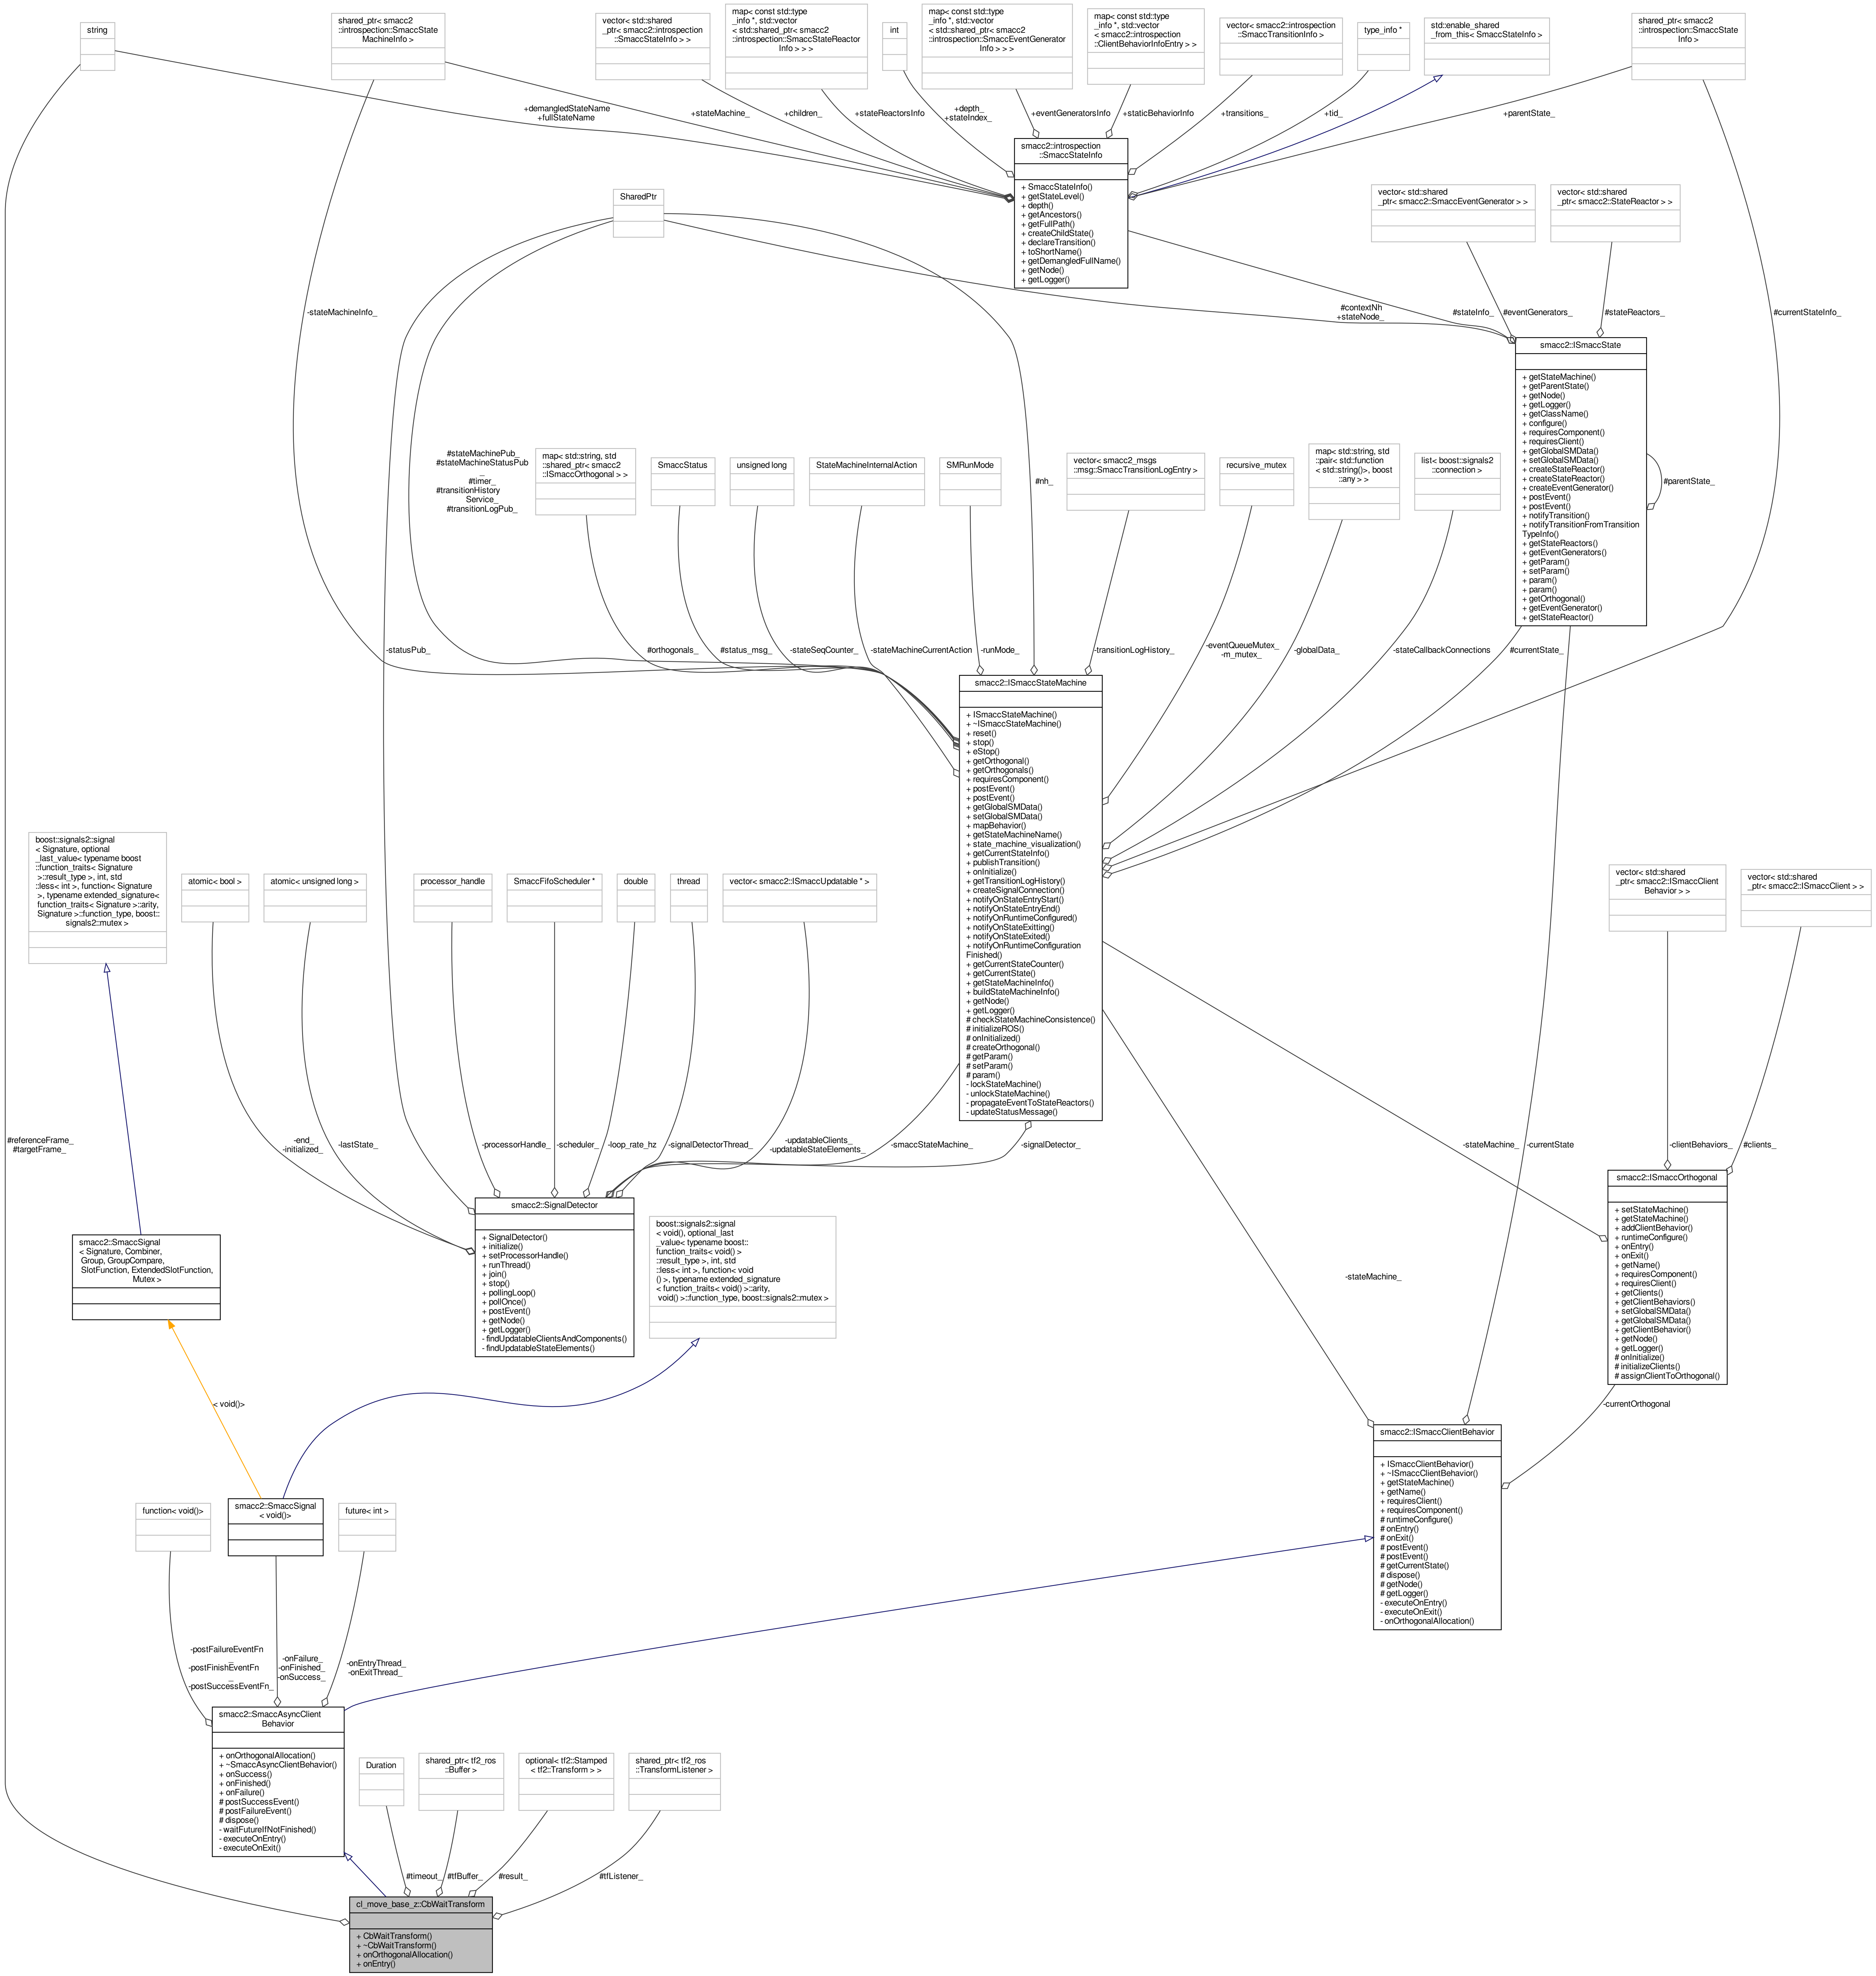 string
shared_ptr< smacc2
::introspection::SmaccState
MachineInfo >
vector< std::shared
_ptr< smacc2::introspection
::SmaccStateInfo > >
map< const std::type
_info *, std::vector
< std::shared_ptr< smacc2
::introspection::SmaccStateReactor
Info > > >
int
map< const std::type
_info *, std::vector
< std::shared_ptr< smacc2
::introspection::SmaccEventGenerator
Info > > >
map< const std::type
_info *, std::vector
< smacc2::introspection
::ClientBehaviorInfoEntry > >
vector< smacc2::introspection
::SmaccTransitionInfo >
type_info *
std::enable_shared
_from_this< SmaccStateInfo >
shared_ptr< smacc2
::introspection::SmaccState
Info >
+demangledStateName
+fullStateName
+stateMachine_
+children_
+stateReactorsInfo
+depth_
+stateIndex_
+eventGeneratorsInfo
+staticBehaviorInfo
+transitions_
+tid_
+parentState_
smacc2::introspection
::SmaccStateInfo
+ SmaccStateInfo()
+ getStateLevel()
+ depth()
+ getAncestors()
+ getFullPath()
+ createChildState()
+ declareTransition()
+ toShortName()
+ getDemangledFullName()
+ getNode()
+ getLogger()
SharedPtr
vector< std::shared
_ptr< smacc2::SmaccEventGenerator > >
vector< std::shared
_ptr< smacc2::StateReactor > >
-stateMachineInfo_
#contextNh
+stateNode_
#stateInfo_
#eventGenerators_
#stateReactors_
#currentStateInfo_
smacc2::ISmaccState
+ getStateMachine()
+ getParentState()
+ getNode()
+ getLogger()
+ getClassName()
+ configure()
+ requiresComponent()
+ requiresClient()
+ getGlobalSMData()
+ setGlobalSMData()
+ createStateReactor()
+ createStateReactor()
+ createEventGenerator()
+ postEvent()
+ postEvent()
+ notifyTransition()
+ notifyTransitionFromTransition
TypeInfo()
+ getStateReactors()
+ getEventGenerators()
+ getParam()
+ setParam()
+ param()
+ param()
+ getOrthogonal()
+ getEventGenerator()
+ getStateReactor()
#parentState_
#stateMachinePub_
#stateMachineStatusPub
_
#timer_
#transitionHistory
Service_
#transitionLogPub_
map< std::string, std
::shared_ptr< smacc2
::ISmaccOrthogonal > >
SmaccStatus
unsigned long
StateMachineInternalAction
SMRunMode
#nh_
vector< smacc2_msgs
::msg::SmaccTransitionLogEntry >
recursive_mutex
map< std::string, std
::pair< std::function
< std::string()>, boost
::any > >
list< boost::signals2
::connection >
-statusPub_
#orthogonals_
#status_msg_
-stateSeqCounter_
-stateMachineCurrentAction
-runMode_
-transitionLogHistory_
-eventQueueMutex_
-m_mutex_
-globalData_
-stateCallbackConnections
#currentState_
smacc2::ISmaccStateMachine
+ ISmaccStateMachine()
+ ~ISmaccStateMachine()
+ reset()
+ stop()
+ eStop()
+ getOrthogonal()
+ getOrthogonals()
+ requiresComponent()
+ postEvent()
+ postEvent()
+ getGlobalSMData()
+ setGlobalSMData()
+ mapBehavior()
+ getStateMachineName()
+ state_machine_visualization()
+ getCurrentStateInfo()
+ publishTransition()
+ onInitialize()
+ getTransitionLogHistory()
+ createSignalConnection()
+ notifyOnStateEntryStart()
+ notifyOnStateEntryEnd()
+ notifyOnRuntimeConfigured()
+ notifyOnStateExitting()
+ notifyOnStateExited()
+ notifyOnRuntimeConfiguration
Finished()
+ getCurrentStateCounter()
+ getCurrentState()
+ getStateMachineInfo()
+ buildStateMachineInfo()
+ getNode()
+ getLogger()
# checkStateMachineConsistence()
# initializeROS()
# onInitialized()
# createOrthogonal()
# getParam()
# setParam()
# param()
- lockStateMachine()
- unlockStateMachine()
- propagateEventToStateReactors()
- updateStatusMessage()
boost::signals2::signal
< Signature, optional
_last_value< typename boost
::function_traits< Signature
>::result_type >, int, std
::less< int >, function< Signature
>, typename extended_signature<
function_traits< Signature >::arity,
Signature >::function_type, boost::
signals2::mutex >
atomic< bool >
atomic< unsigned long >
processor_handle
SmaccFifoScheduler *
double
thread
vector< smacc2::ISmaccUpdatable * >
vector< std::shared
_ptr< smacc2::ISmaccClient
Behavior > >
vector< std::shared
_ptr< smacc2::ISmaccClient > >
#referenceFrame_
#targetFrame_
-end_
-initialized_
-lastState_
-processorHandle_
-scheduler_
-loop_rate_hz
-signalDetectorThread_
-updatableClients_
-updatableStateElements_
-smaccStateMachine_
-signalDetector_
-stateMachine_
-currentState
-clientBehaviors_
#clients_
smacc2::ISmaccOrthogonal
+ setStateMachine()
+ getStateMachine()
+ addClientBehavior()
+ runtimeConfigure()
+ onEntry()
+ onExit()
+ getName()
+ requiresComponent()
+ requiresClient()
+ getClients()
+ getClientBehaviors()
+ setGlobalSMData()
+ getGlobalSMData()
+ getClientBehavior()
+ getNode()
+ getLogger()
# onInitialize()
# initializeClients()
# assignClientToOrthogonal()
smacc2::SignalDetector
+ SignalDetector()
+ initialize()
+ setProcessorHandle()
+ runThread()
+ join()
+ stop()
+ pollingLoop()
+ pollOnce()
+ postEvent()
+ getNode()
+ getLogger()
- findUpdatableClientsAndComponents()
- findUpdatableStateElements()
smacc2::SmaccSignal
< Signature, Combiner,
Group, GroupCompare,
SlotFunction, ExtendedSlotFunction,
Mutex >
boost::signals2::signal
< void(), optional_last
_value< typename boost::
function_traits< void() >
::result_type >, int, std
::less< int >, function< void
() >, typename extended_signature
< function_traits< void() >::arity,
void() >::function_type, boost::signals2::mutex >
-stateMachine_
< void()>
-currentOrthogonal
smacc2::ISmaccClientBehavior
+ ISmaccClientBehavior()
+ ~ISmaccClientBehavior()
+ getStateMachine()
+ getName()
+ requiresClient()
+ requiresComponent()
# runtimeConfigure()
# onEntry()
# onExit()
# postEvent()
# postEvent()
# getCurrentState()
# dispose()
# getNode()
# getLogger()
- executeOnEntry()
- executeOnExit()
- onOrthogonalAllocation()
function< void()>
smacc2::SmaccSignal
< void()>
future< int >
-postFailureEventFn
_
-postFinishEventFn
_
-postSuccessEventFn_
-onFailure_
-onFinished_
-onSuccess_
-onEntryThread_
-onExitThread_
smacc2::SmaccAsyncClient
Behavior
+ onOrthogonalAllocation()
+ ~SmaccAsyncClientBehavior()
+ onSuccess()
+ onFinished()
+ onFailure()
# postSuccessEvent()
# postFailureEvent()
# dispose()
- waitFutureIfNotFinished()
- executeOnEntry()
- executeOnExit()
Duration
shared_ptr< tf2_ros
::Buffer >
optional< tf2::Stamped
< tf2::Transform > >
shared_ptr< tf2_ros
::TransformListener >
#timeout_
#tfBuffer_
#result_
#tfListener_
cl_move_base_z::CbWaitTransform
+ CbWaitTransform()
+ ~CbWaitTransform()
+ onOrthogonalAllocation()
+ onEntry()